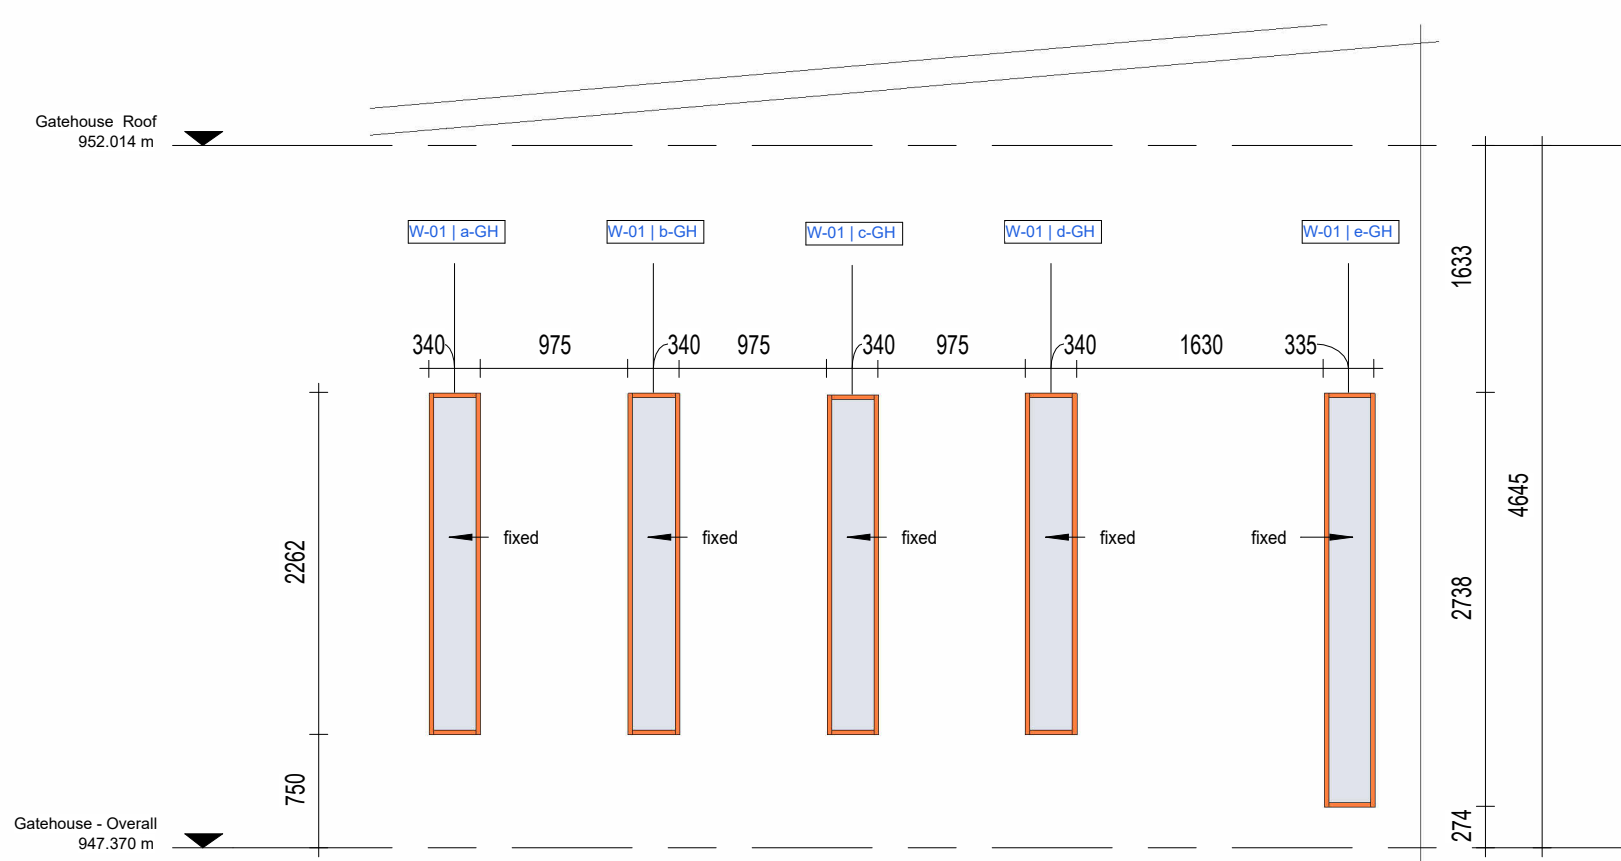 Gatehouse Roof
952.014 m
W-01 | a-GH
W-01 | b-GH
W-01 | c-GH
W-01 | d-GH
W-01 | e-GH
1633
340
975
340
975
340
975
340
1630
335
4645
fixed
fixed
fixed
fixed
fixed
2262
2738
750
274
Gatehouse - Overall
947.370 m